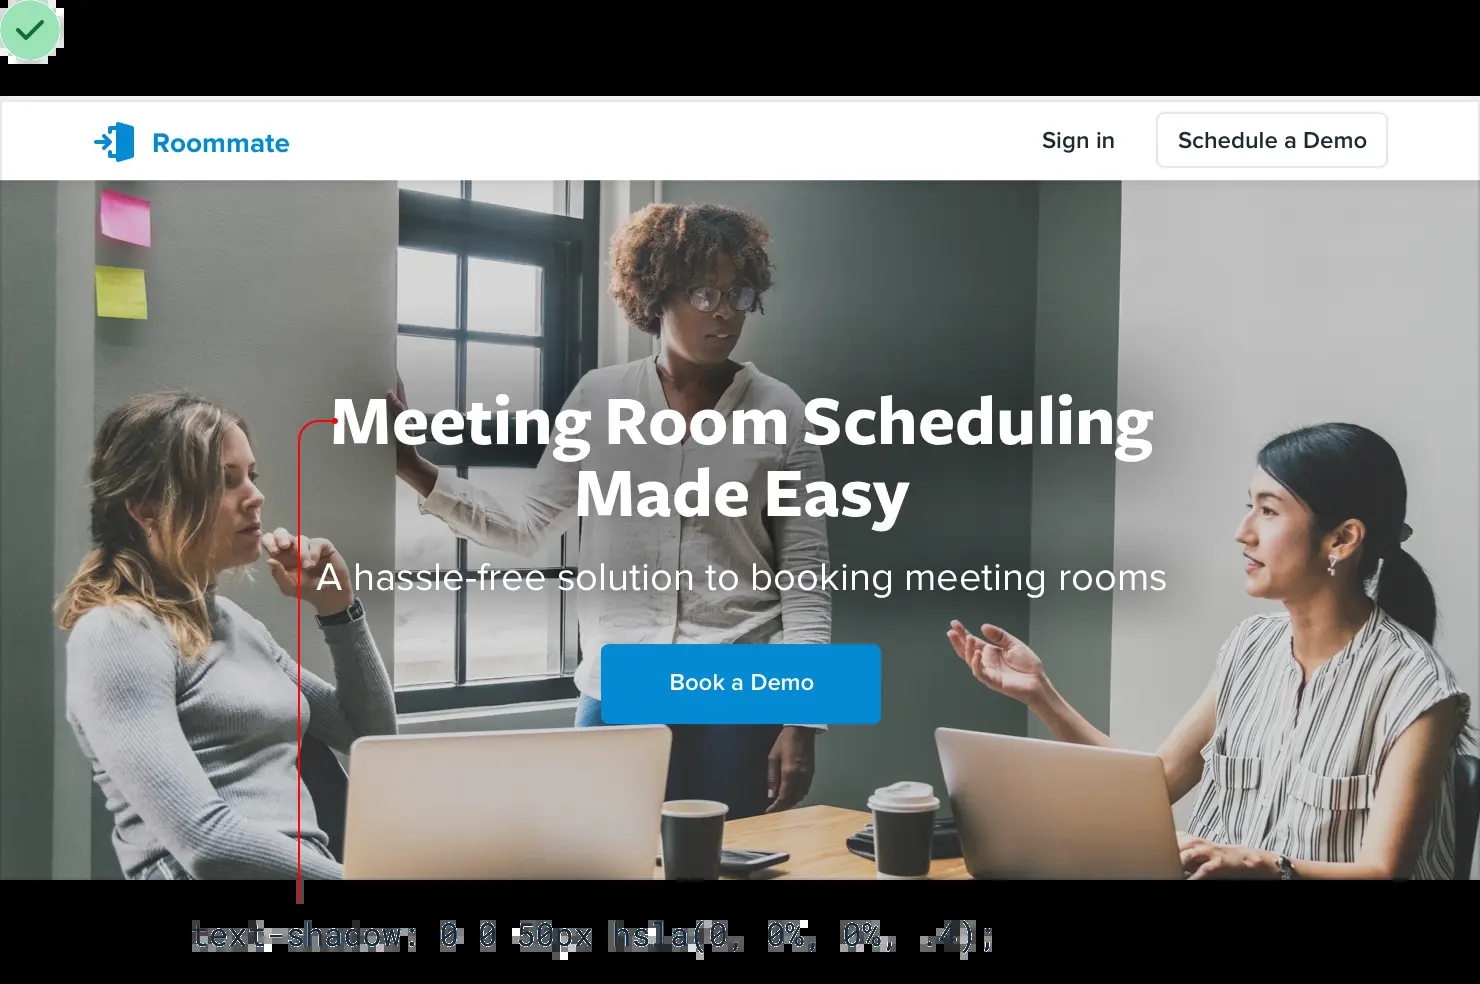 Roommate
Sign in
Schedule a Demo
Meeting Room Scheduling
Made Easy
A hassle-free solution to booking meeting rooms
Book a Demo
text-shadow: 0 0 50px hsla(0, 0%, 0%, .4);